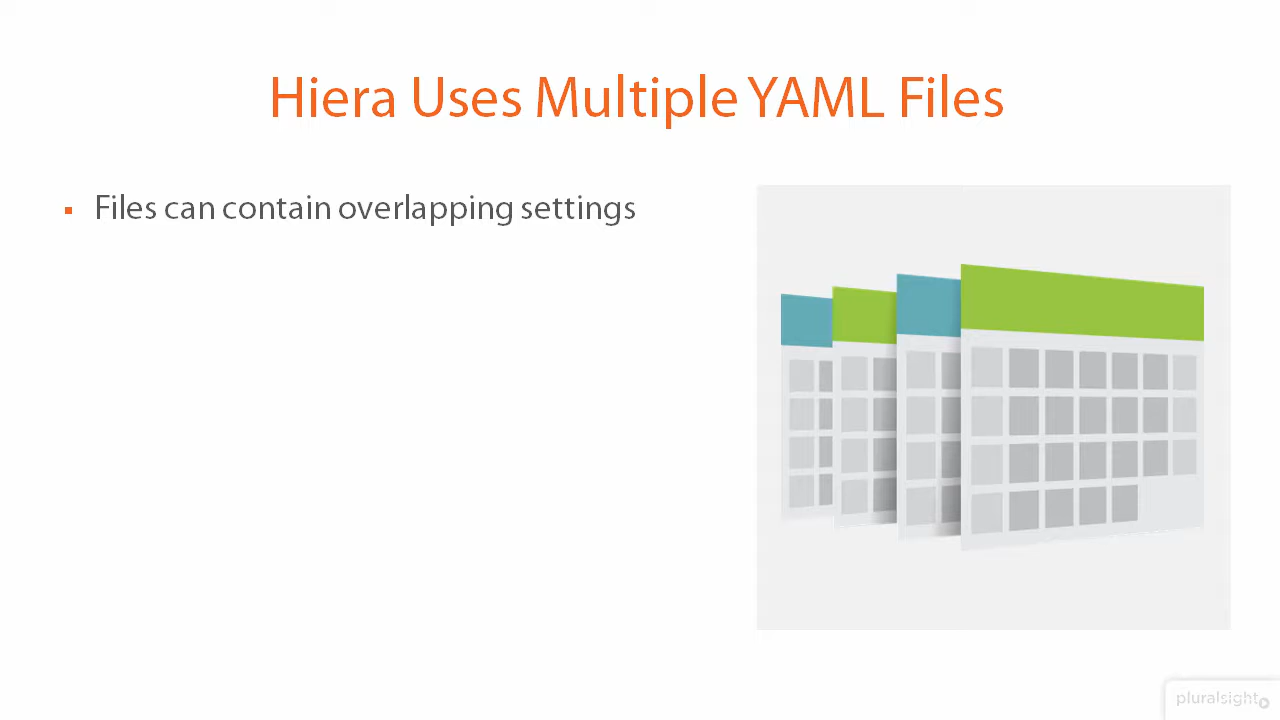 Hiera Uses Multiple YAML Files
▪ Files can contain overlapping settings
pluralsight